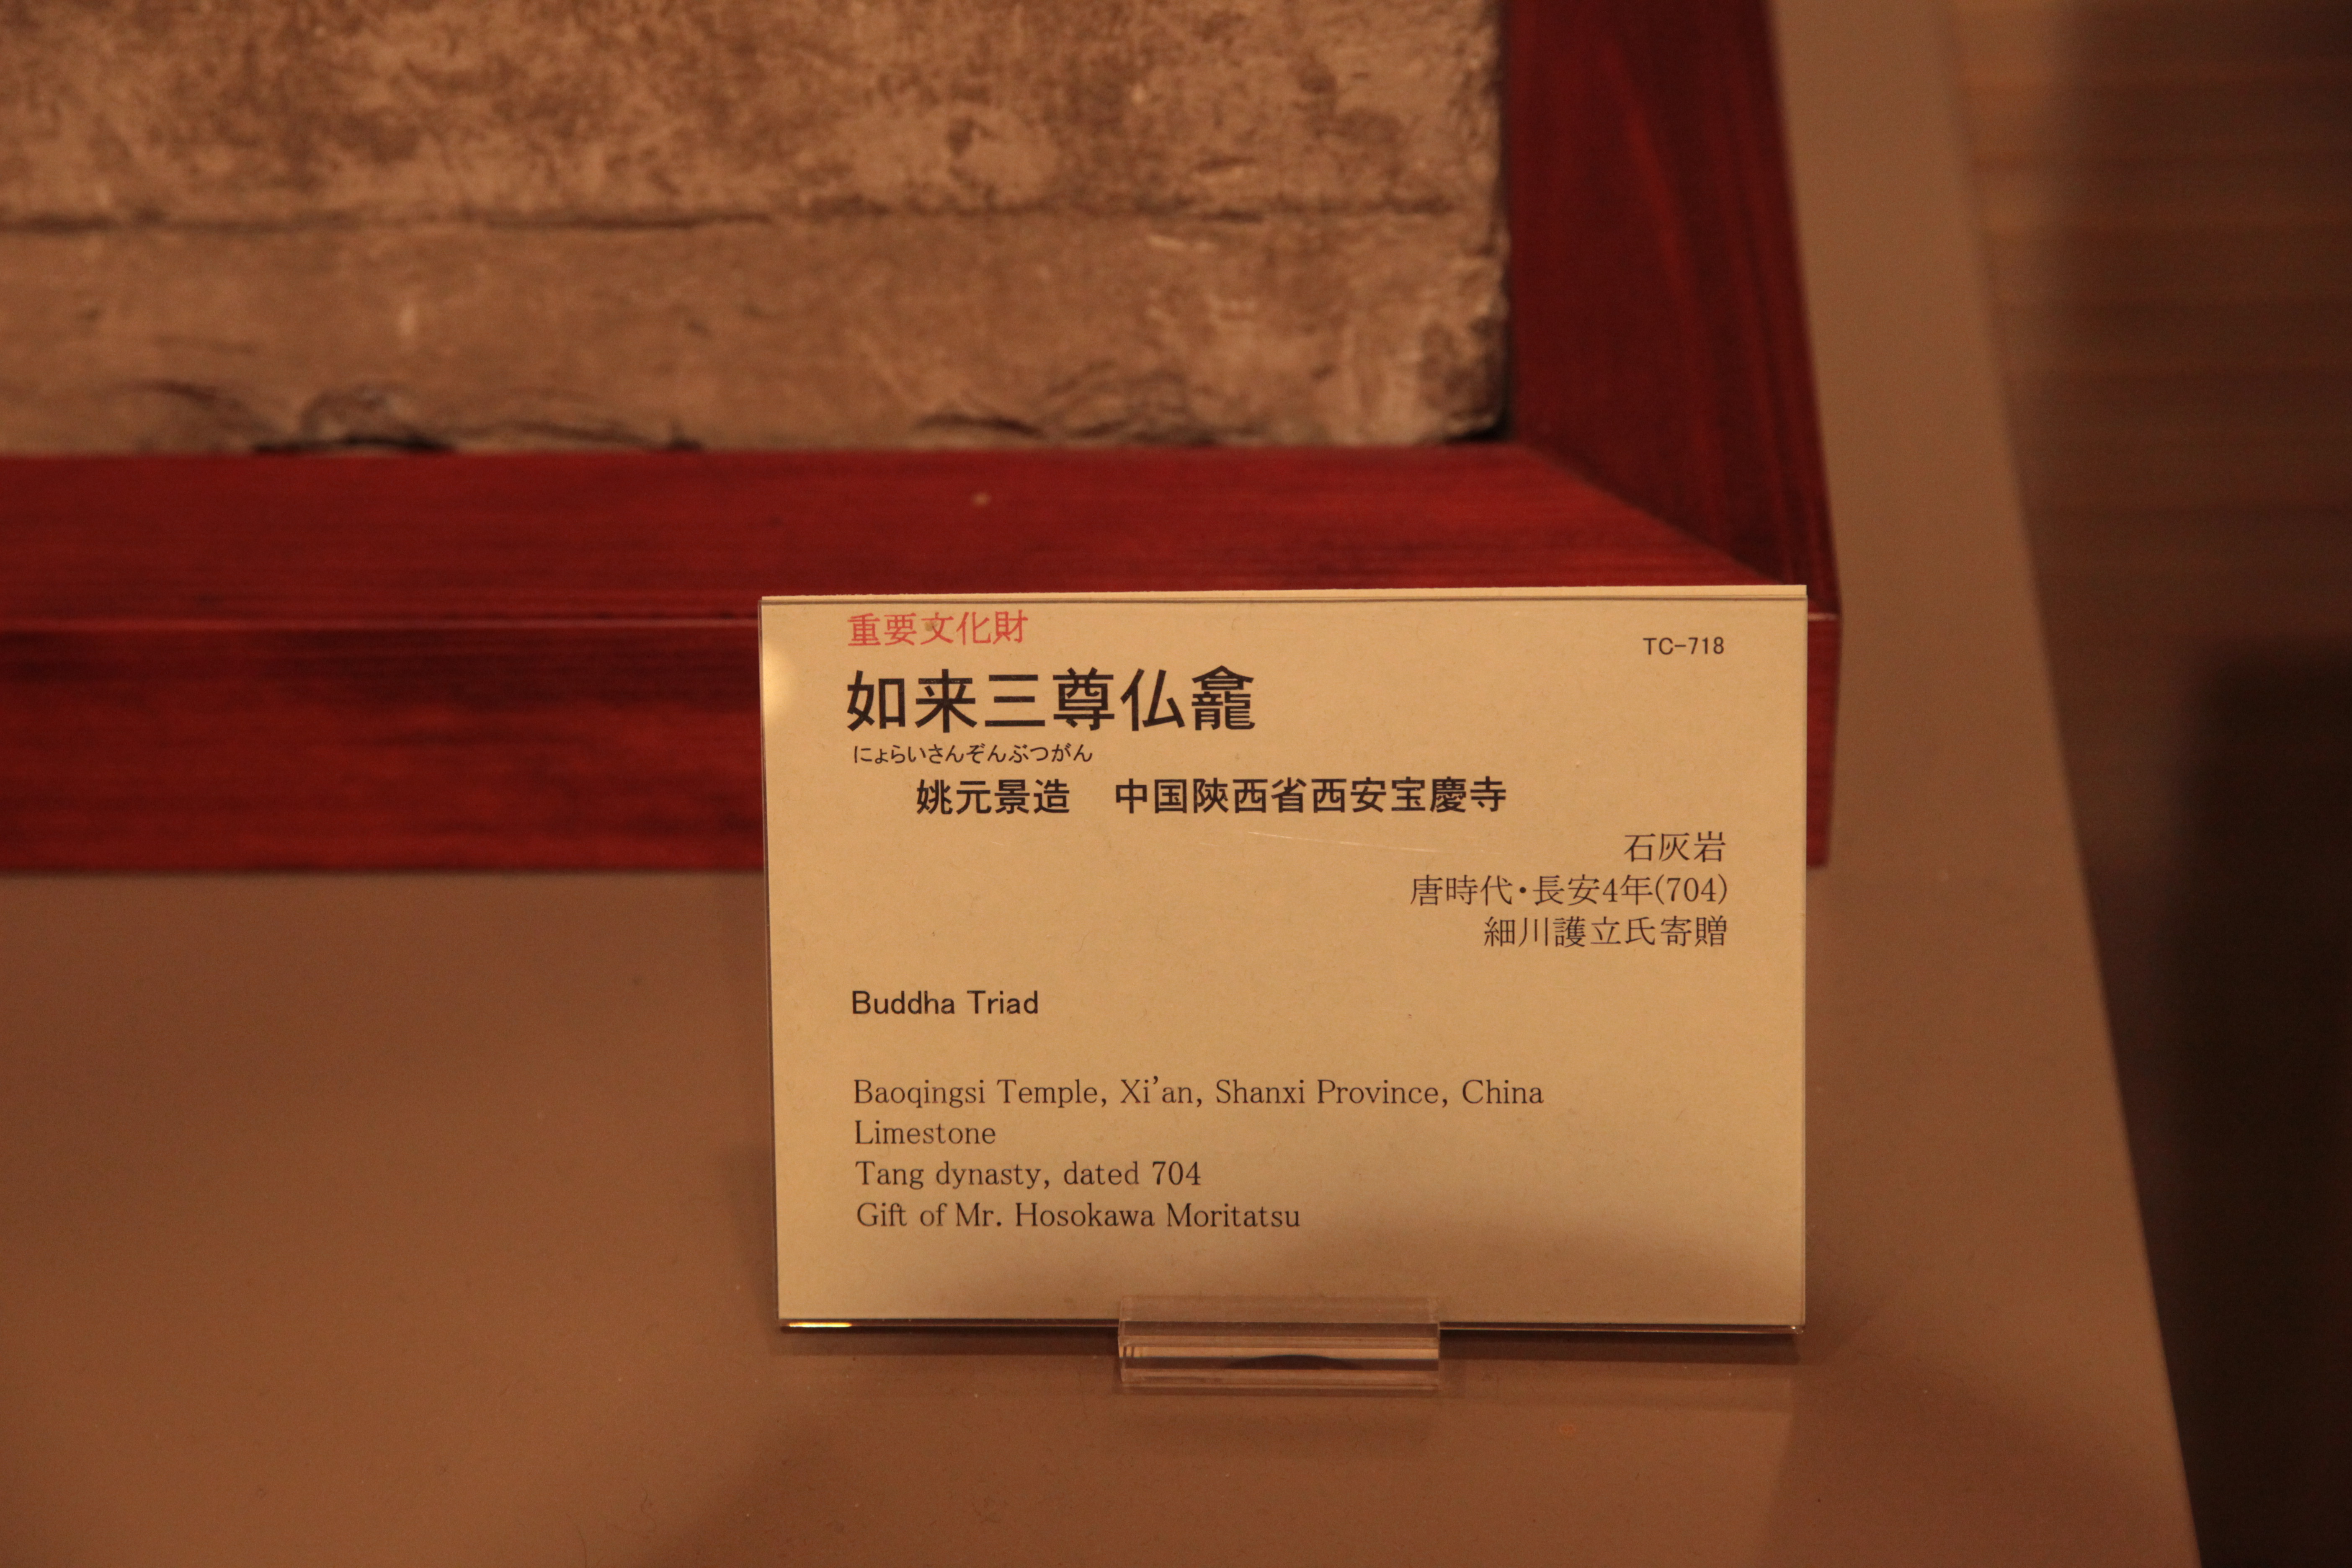 重要文化財
TC-718
如来三尊仏龕
にょらいさんぞんぶつがん
姚元景造　中国陝西省西安宝慶寺
石灰岩
唐時代・長安4年(704)
細川護立氏寄贈
Buddha Triad
Baoqingsi Temple, Xi'an, Shanxi Province, China
Limestone
Tang dynasty, dated 704
Gift of Mr. Hosokawa Moritatsu